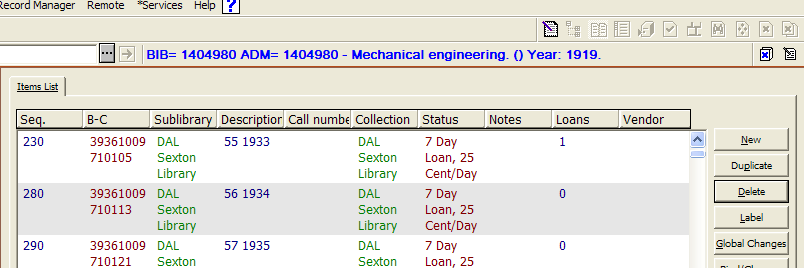 Record Manager Remote *Services Help ?
... BIB= 1404980 ADM= 1404980 - Mechanical engineering. () Year: 1919.
Items List
Seq. B-C Sublibrary Description Call numbe Collection Status Notes Loans Vendor
230 39361009 DAL 55 1933 DAL 7 Day 1
710105 Sexton Sexton Loan, 25
Library Library Cent/Day
280 39361009 DAL 56 1934 DAL 7 Day 0
710113 Sexton Sexton Loan, 25
Library Library Cent/Day
290 39361009 DAL 57 1935 DAL 7 Day 0
710121 Sexton Sexton Loan, 25
Library Library Cent/Day
New
Duplicate
Delete
Label
Global Changes